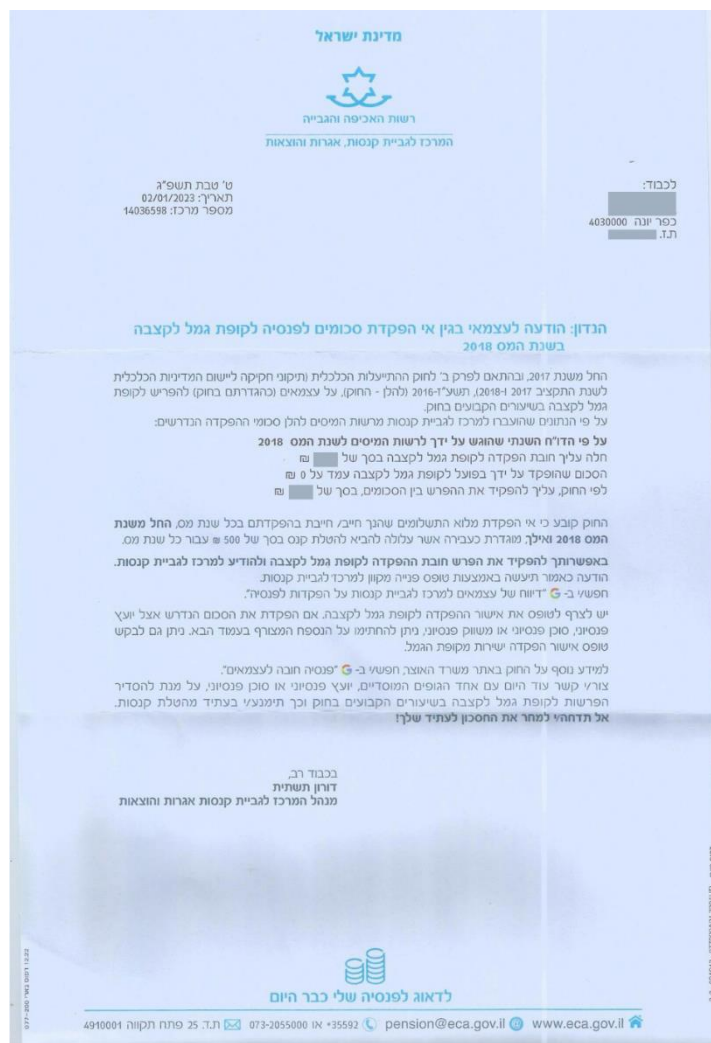 מדינת ישראל
רשות האכיפה והגבייה
המרכז לגביית קנסות, אגרות והוצאות
ט' טבת תשפ"ג
תאריך: 02/01/2023
מספר מרכז: 14036598
לכבוד:
כפר יונה 4030000
ת.ז.
הנדון: הודעה לעצמאי בגין אי הפקדת סכומים לפנסיה לקופת גמל לקצבה
בשנת המס 2018
החל משנת 2017, ובהתאם לפרק ב' לחוק ההתייעלות הכלכלית (תיקוני חקיקה ליישום המדיניות הכלכלית
לשנת התקציב 2017 ו-2018), תשע"ז-2016 (להלן - החוק), על עצמאים (כהגדרתם בחוק) להפריש לקופת
גמל לקצבה בשיעורים הקבועים בחוק.
על פי הנתונים שהועברו למרכז לגביית קנסות מרשות המיסים להלן סכומי ההפקדה הנדרשים:
על פי הדו"ח השנתי שהוגש על ידך לרשות המיסים לשנת המס 2018
חלה עליך חובת הפקדה לקופת גמל לקצבה בסך של ₪
הסכום שהופקד על ידך בפועל לקופת גמל לקצבה עמד על 0 ₪
לפי החוק, עליך להפקיד את ההפרש בין הסכומים, בסך של ₪
החוק קובע כי אי הפקדת מלוא התשלומים שהנך חייב/ חייבת בהפקדתם בכל שנת מס, החל משנת
המס 2018 ואילך, מוגדרת כעבירה אשר עלולה להביא להטלת קנס בסך של 500 ₪ עבור כל שנת מס.
באפשרותך להפקיד את הפרש חובת ההפקדה לקופת גמל לקצבה ולהודיע למרכז לגביית קנסות.
הודעה כאמור תיעשה באמצעות טופס פנייה מקוון למרכז לגביית קנסות.
חפש/י ב- G "דיווח של עצמאים למרכז לגביית קנסות על הפקדות לפנסיה".
יש לצרף לטופס את אישור ההפקדה לקופת גמל לקצבה. אם הפקדת את הסכום הנדרש אצל יועץ
פנסיוני, סוכן פנסיוני או משווק פנסיוני, ניתן להחתימו על הנספח המצורף בעמוד הבא. ניתן גם לבקש
טופס אישור הפקדה ישירות מקופת הגמל.
למידע נוסף על החוק באתר משרד האוצר, חפש/י ב- G "פנסיה חובה לעצמאים".
צור/י קשר עוד היום עם אחד הגופים המוסדיים, יועץ פנסיוני או סוכן פנסיוני, על מנת להסדיר
הפרשות לקופת גמל לקצבה בשיעורים הקבועים בחוק וכך תימנע/י בעתיד מהטלת קנסות.
אל תדחה/י למחר את החסכון לעתיד שלך!
בכבוד רב,
דורון תשתית
מנהל המרכז לגביית קנסות אגרות והוצאות
לדאוג לפנסיה שלי כבר היום
www.eca.gov.il pension@eca.gov.il 35592* או 073-2055000 ת.ד. 25 פתח תקווה 4910001